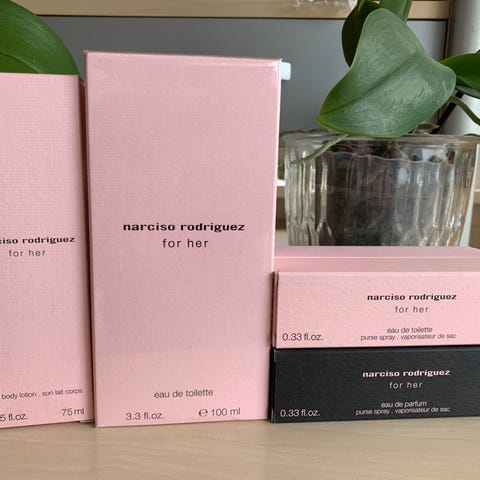 ciso rodriguez
for her
body lotion . son lait corps
5 fl.oz. 75 ml
narciso rodriguez
for her
eau de toilette
3.3 fl.oz. e 100 ml
narciso rodriguez
for her
eau de toilette
0.33 fl.oz. purse spray . vaporisateur de sac
narciso rodriguez
for her
eau de parfum
0.33 fl.oz. purse spray . vaporisateur de sac